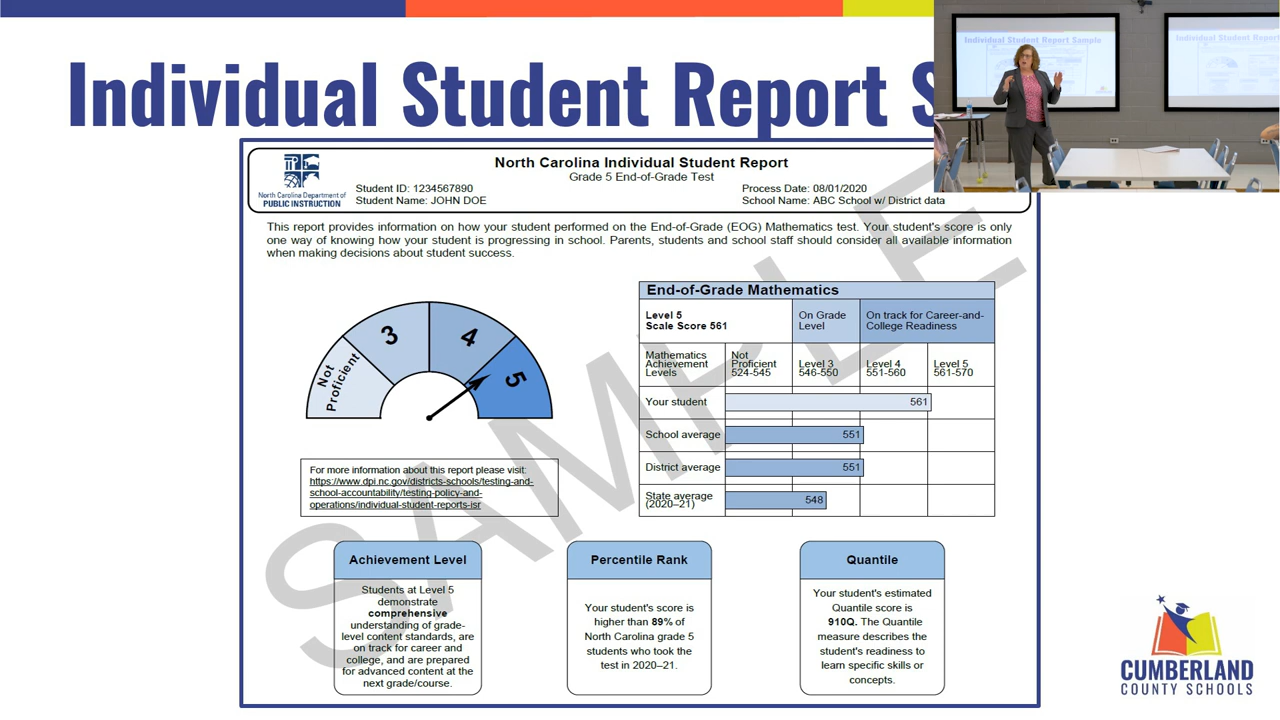 Individual Student Report S
Individual Student Report Sample
North Carolina Individual Student Report
Grade 5 End-of-Grade Test
North Carolina Department of
PUBLIC INSTRUCTION
Student ID: 1234567890
Student Name: JOHN DOE
Process Date: 08/01/2020
School Name: ABC School w/ District data
This report provides information on how your student performed on the End-of-Grade (EOG) Mathematics test. Your student's score is only
one way of knowing how your student is progressing in school. Parents, students and school staff should consider all available information
when making decisions about student success.
SAMPLE
Not
Proficient
3
4
5
End-of-Grade Mathematics
Level 5
Scale Score 561
On Grade
Level
On track for Career-and-
College Readiness
Mathematics
Achievement
Levels
Not
Proficient
524-545
Level 3
546-550
Level 4
551-560
Level 5
561-570
Your student
561
School average
551
District average
551
State average
(2020–21)
548
For more information about this report please visit:
https://www.dpi.nc.gov/districts-schools/testing-and-
school-accountability/testing-policy-and-
operations/individual-student-reports-isr
Achievement Level
Students at Level 5
demonstrate
comprehensive
understanding of grade-
level content standards, are
on track for career and
college, and are prepared
for advanced content at the
next grade/course.
Percentile Rank
Your student's score is
higher than 89% of
North Carolina grade 5
students who took the
test in 2020–21.
Quantile
Your student's estimated
Quantile score is
910Q. The Quantile
measure describes the
student's readiness to
learn specific skills or
concepts.
CUMBERLAND
COUNTY SCHOOLS